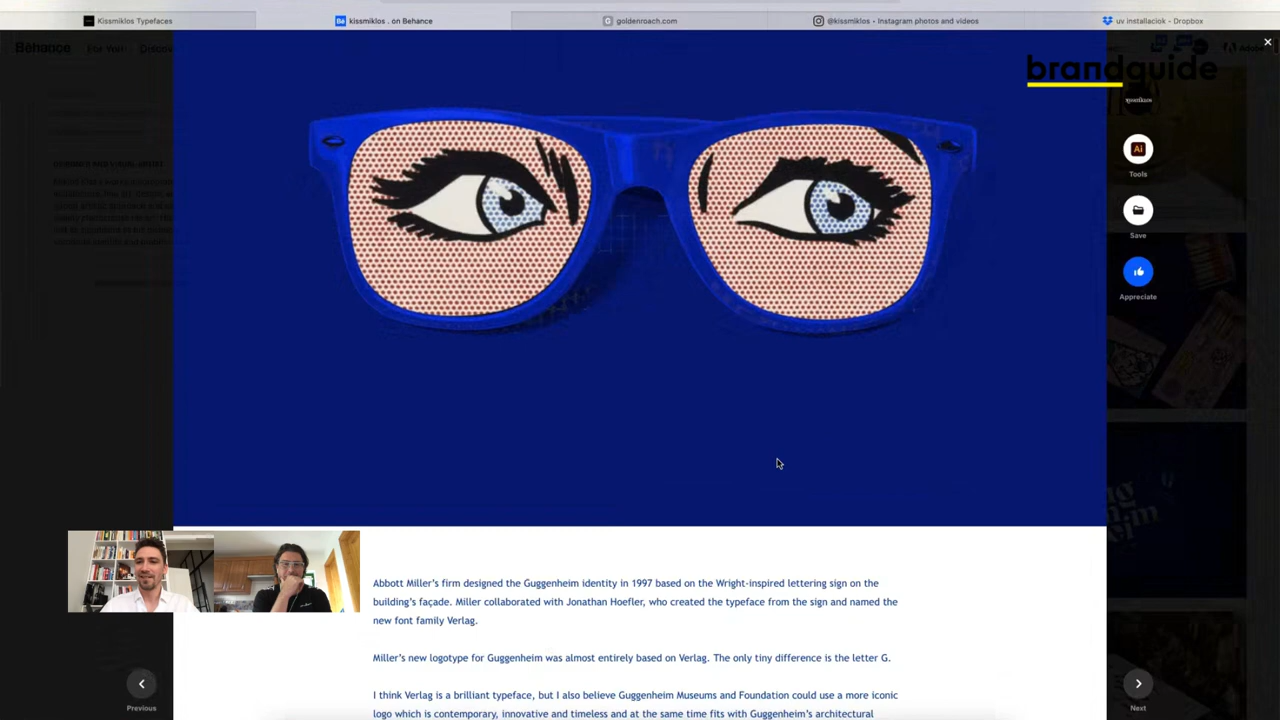 Kissmiklos Typefaces
Bē kissmiklos . on Behance
G goldenroach.com
@kissmiklos • Instagram photos and videos
uv installaciok - Dropbox
Bēhance
Adobe
brandguide
Ai
Tools
Save
Appreciate
Abbott Miller’s firm designed the Guggenheim identity in 1997 based on the Wright-inspired lettering sign on the
building’s façade. Miller collaborated with Jonathan Hoefler, who created the typeface from the sign and named the
new font family Verlag.
Miller’s new logotype for Guggenheim was almost entirely based on Verlag. The only tiny difference is the letter G.
I think Verlag is a brilliant typeface, but I also believe Guggenheim Museums and Foundation could use a more iconic
logo which is contemporary, innovative and timeless and at the same time fits with Guggenheim’s architectural
Previous
Next